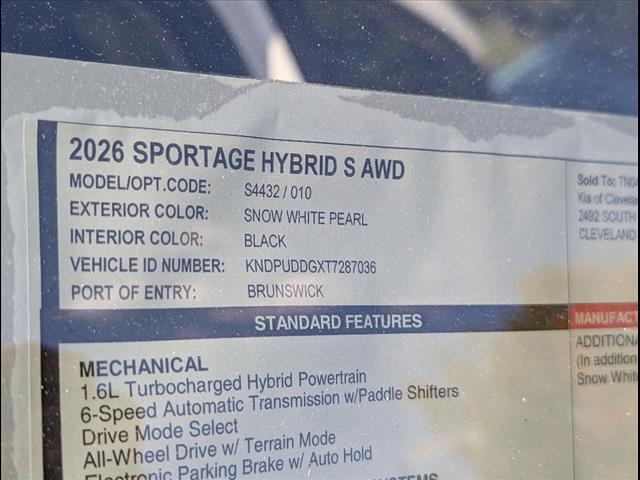 2026 SPORTAGE HYBRID S AWD
MODEL/OPT.CODE: S4432 / 010
EXTERIOR COLOR: SNOW WHITE PEARL
INTERIOR COLOR: BLACK
VEHICLE ID NUMBER: KNDPUDDGXT7287036
PORT OF ENTRY: BRUNSWICK
Sold To: TN04
Kia of Clevela
2492 SOUTH
CLEVELAND
STANDARD FEATURES
MECHANICAL
1.6L Turbocharged Hybrid Powertrain
6-Speed Automatic Transmission w/Paddle Shifters
Drive Mode Select
All-Wheel Drive w/ Terrain Mode
Electronic Parking Brake w/ Auto Hold
MANUFACT
ADDITIONA
(In addition
Snow White